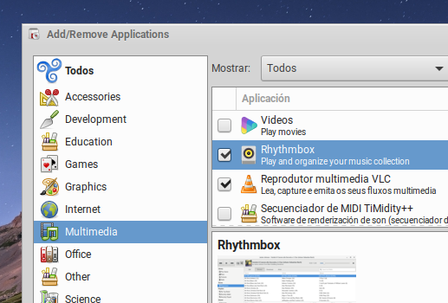 Add/Remove Applications
Todos
Accessories
Development
Education
Games
Graphics
Internet
Multimedia
Office
Other
Science
Mostrar: Todos
Aplicación
Videos
Play movies
Rhythmbox
Play and organize your music collection
Reprodutor multimedia VLC
Lea, capture e emita os seus fluxos multimedia
Secuenciador de MIDI TiMidity++
Software de renderización de son (secuenciador d
Rhythmbox